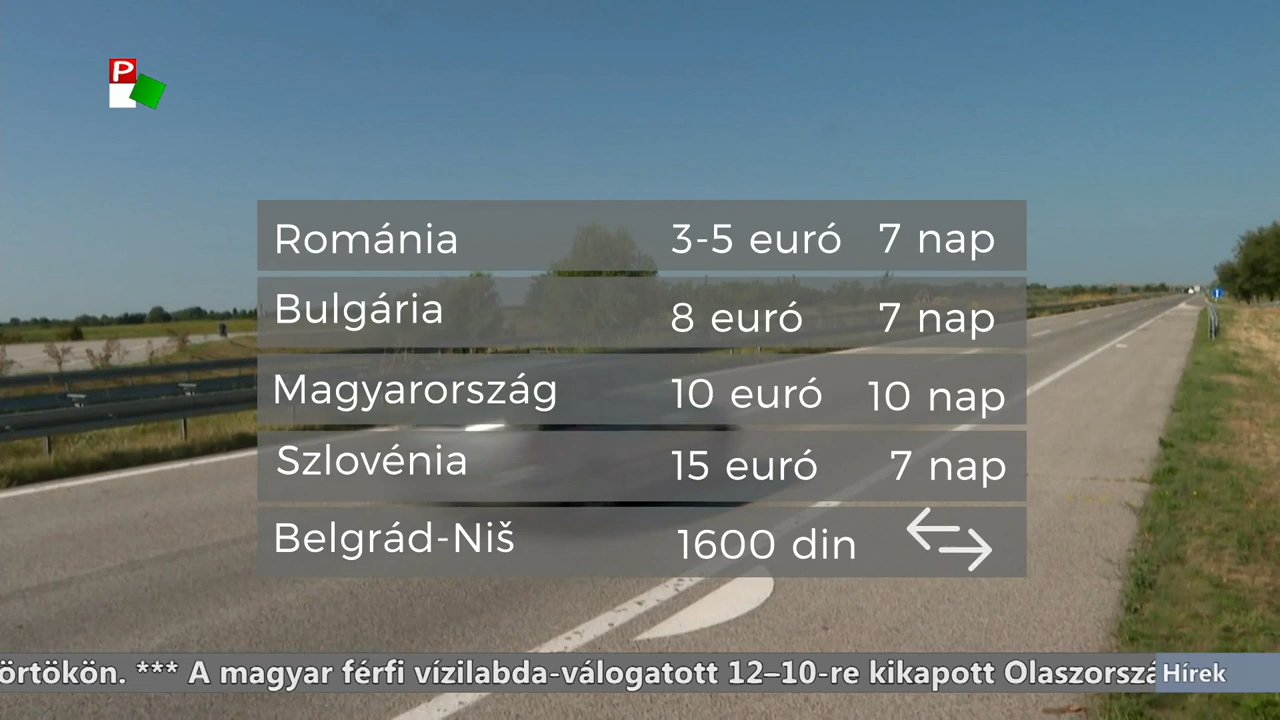 P
Románia 3-5 euró 7 nap
Bulgária 8 euró 7 nap
Magyarország 10 euró 10 nap
Szlovénia 15 euró 7 nap
Belgrád-Niš 1600 din
örtökön. *** A magyar férfi vízilabda-válogatott 12–10-re kikapott Olaszorszá
Hírek